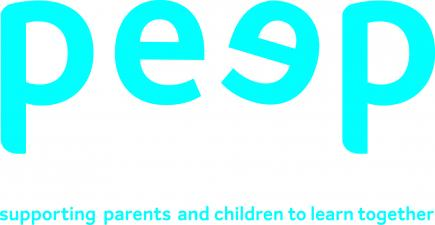 peep
supporting parents and children to learn together